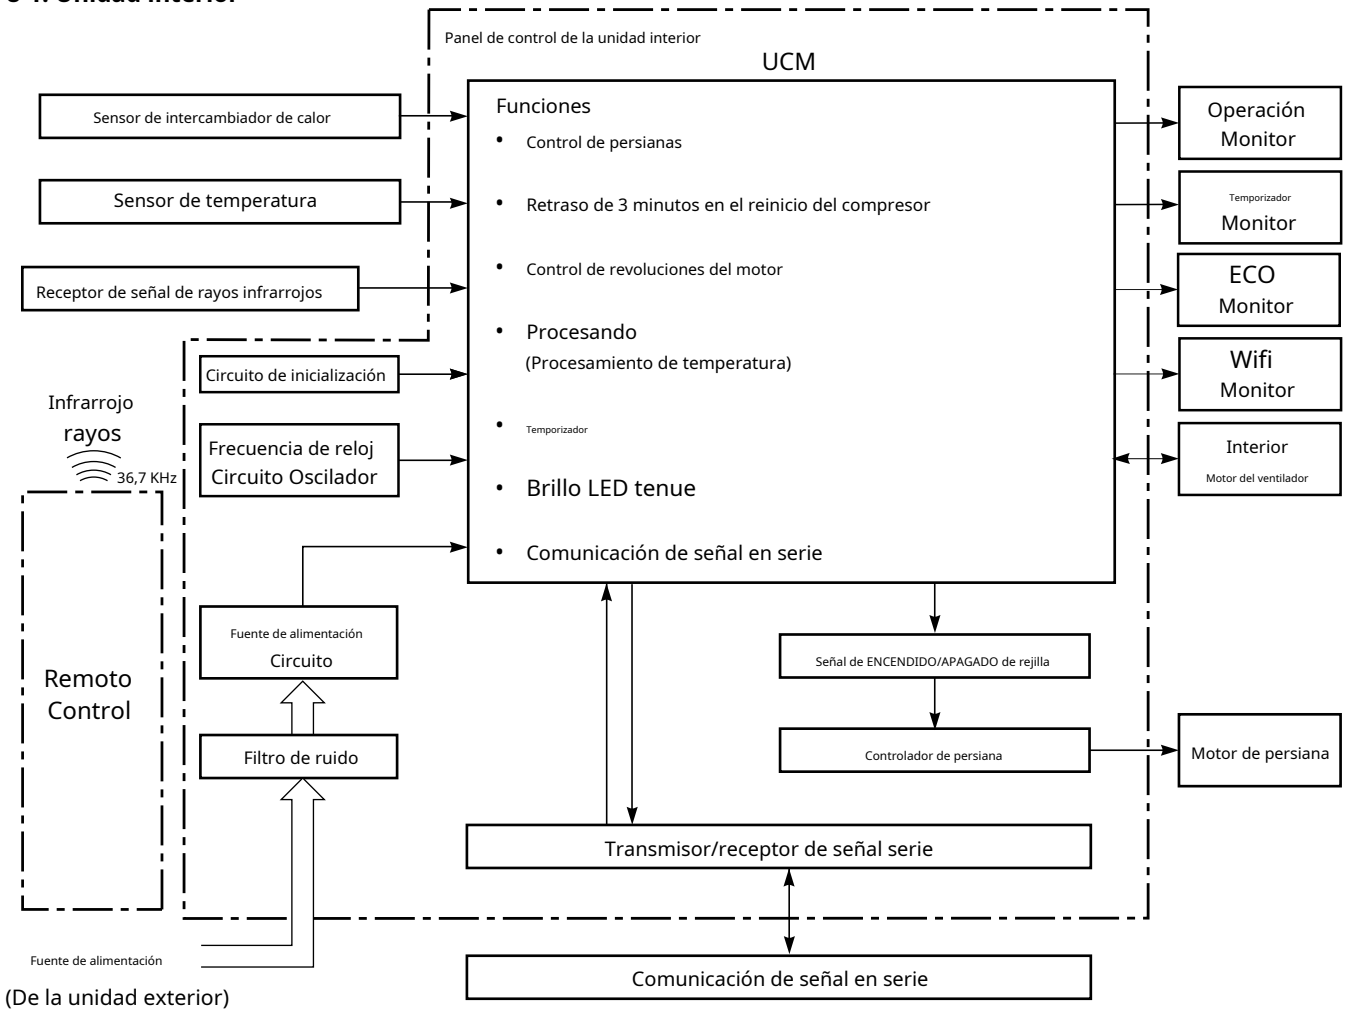 5-1. Unidad interior
Panel de control de la unidad interior
UCM
Sensor de intercambiador de calor
Sensor de temperatura
Receptor de señal de rayos infrarrojos
Circuito de inicialización
Frecuencia de reloj
Circuito Oscilador
Infrarrojo
rayos
36,7 KHz
Remoto
Control
Fuente de alimentación
Circuito
Filtro de ruido
Fuente de alimentación
(De la unidad exterior)
Funciones
• Control de persianas
• Retraso de 3 minutos en el reinicio del compresor
• Control de revoluciones del motor
• Procesando
(Procesamiento de temperatura)
• Temporizador
• Brillo LED tenue
• Comunicación de señal en serie
Operación
Monitor
Temporizador
Monitor
ECO
Monitor
Wifi
Monitor
Interior
Motor del ventilador
Señal de ENCENDIDO/APAGADO de rejilla
Controlador de persiana
Motor de persiana
Transmisor/receptor de señal serie
Comunicación de señal en serie